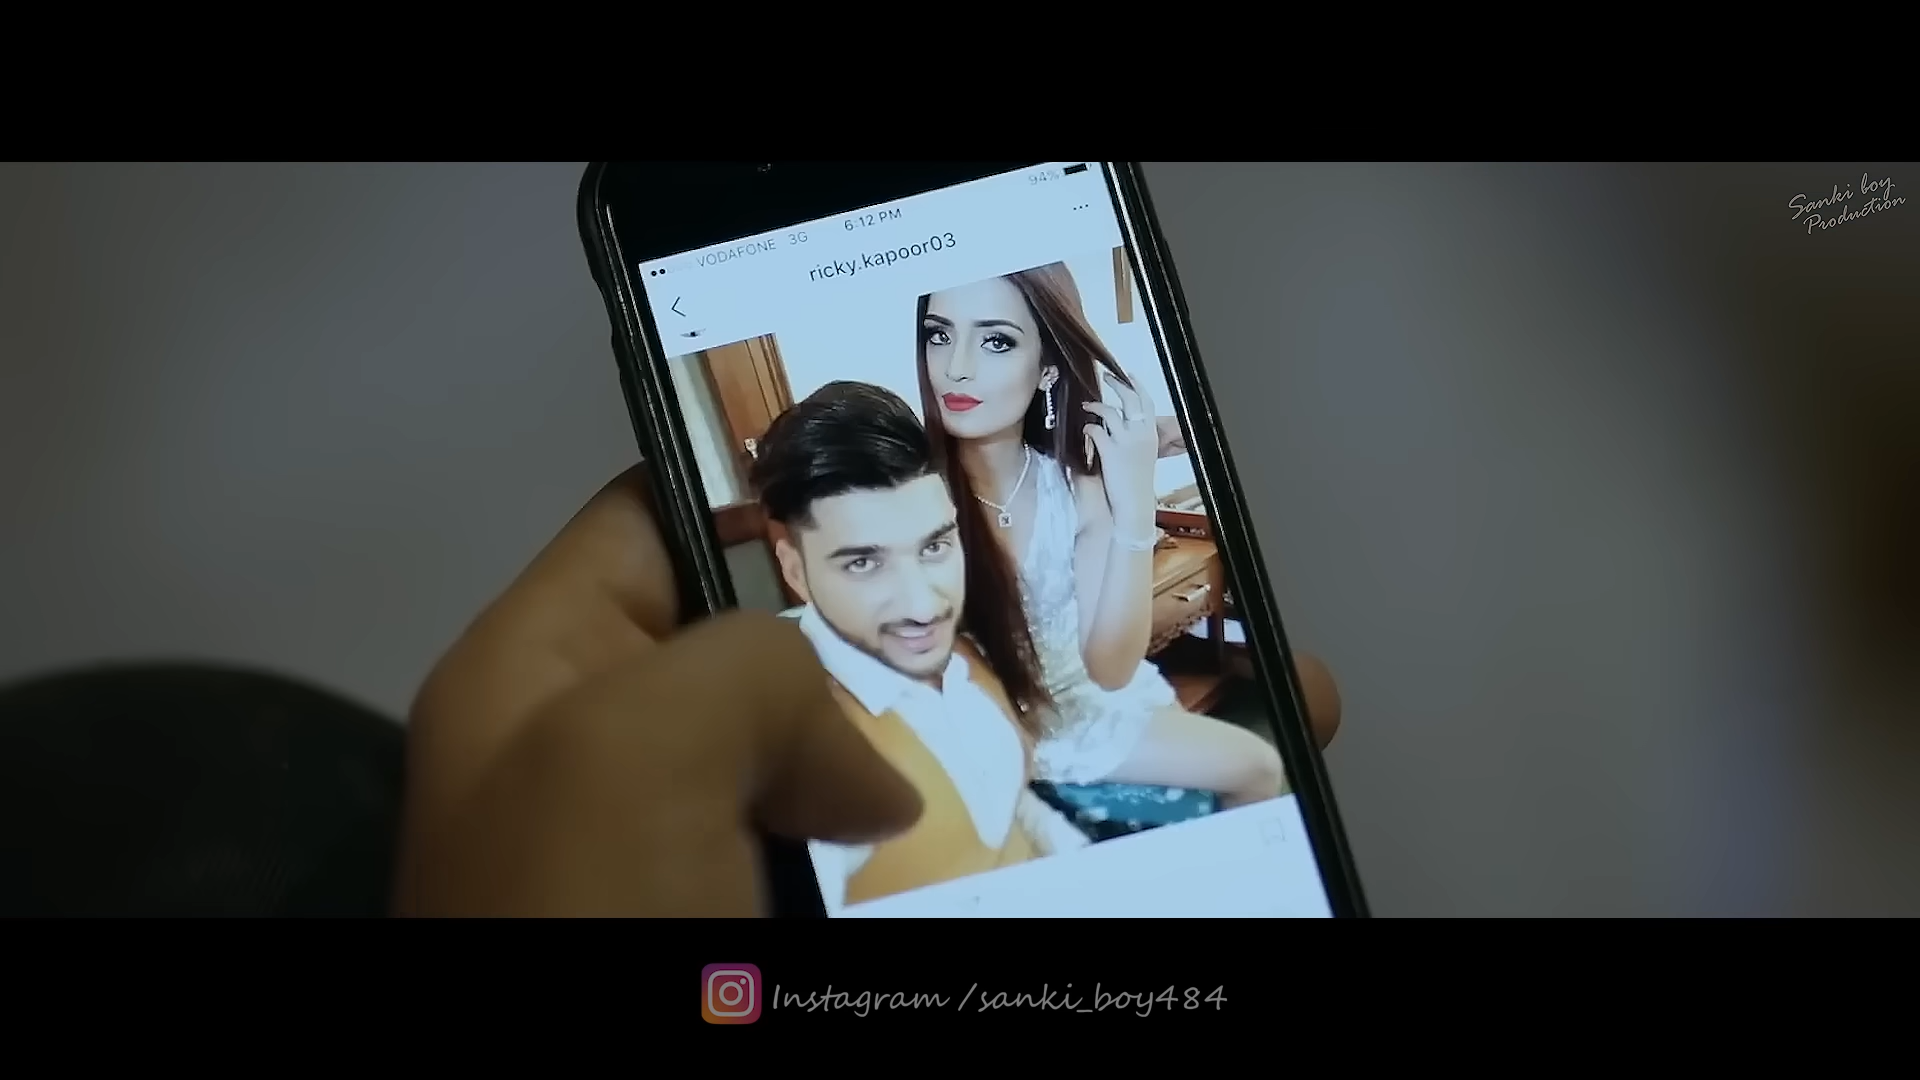 Sanki boy
Production
94%
VODAFONE 3G 6:12 PM
ricky.kapoor03
Instagram /sanki_boy484